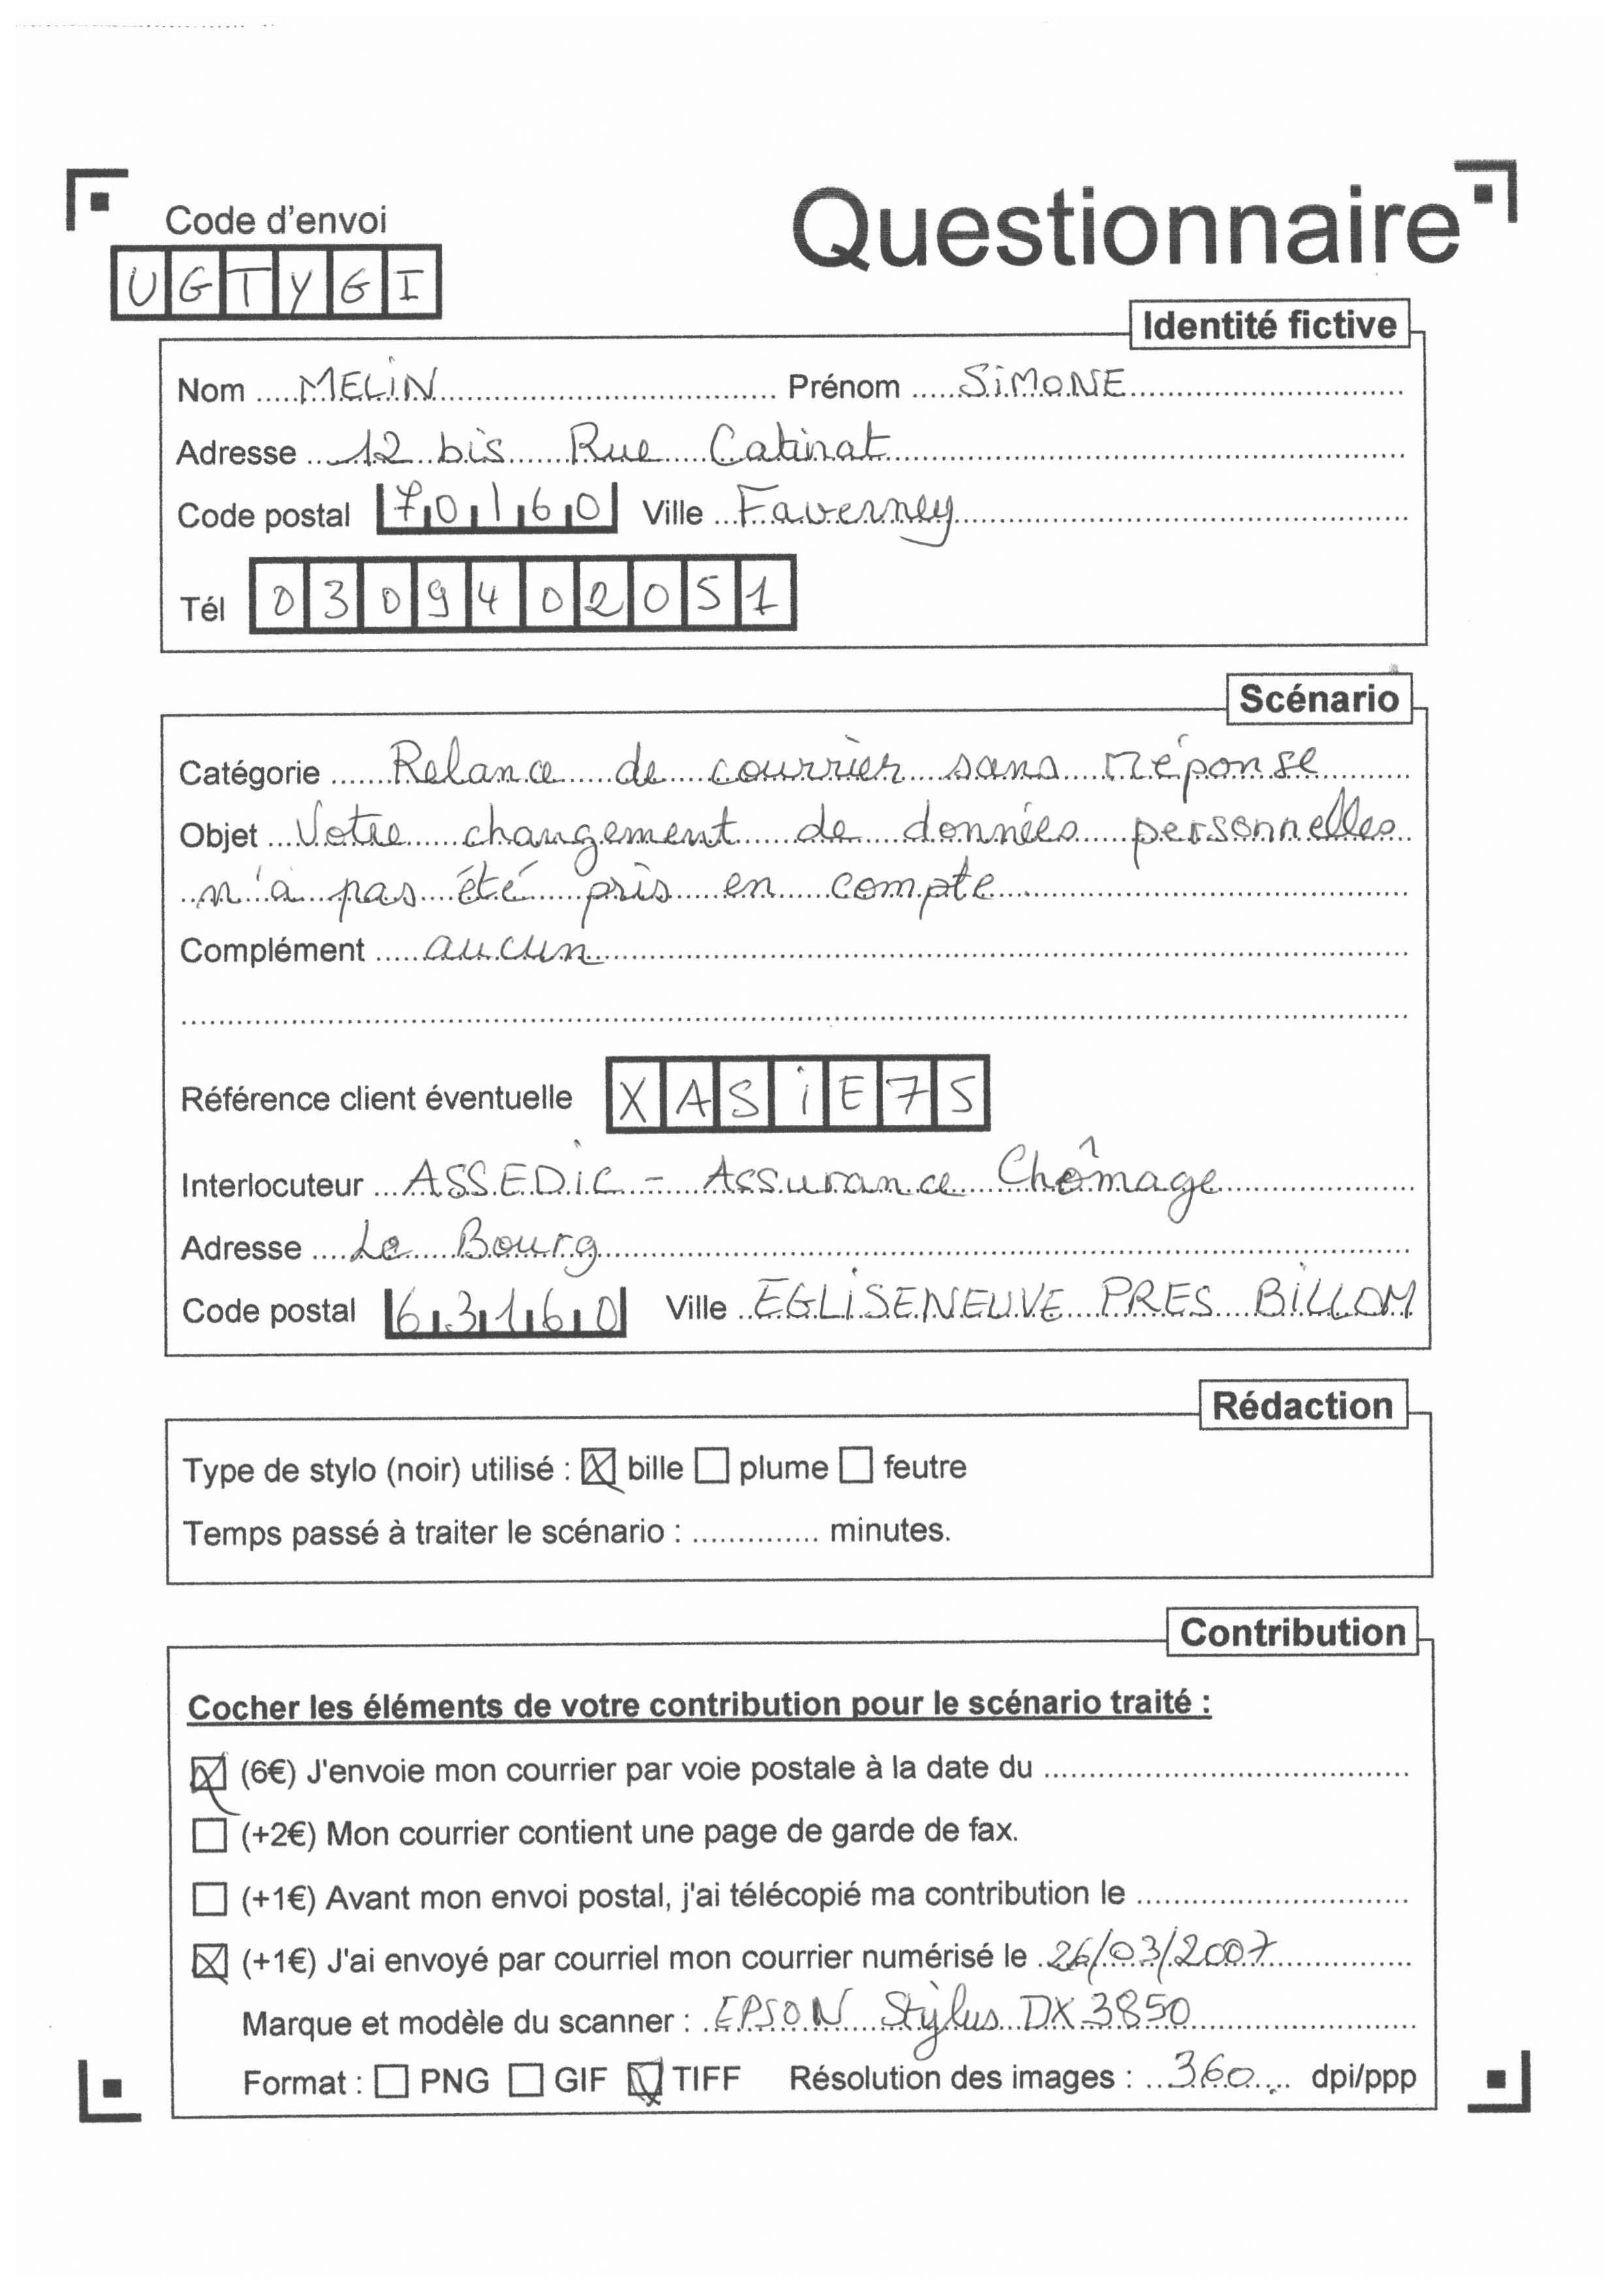 Code d'envoi
Questionnaire
UGTYGI
Identité fictive
Nom MELIN Prénom SIMONE
Adresse 12 bis Rue Catinat
Code postal 70160 Ville Faverney
Tél 0309402051
Scénario
Catégorie Relance de courrier sans réponse
Objet Votre changement de données personnelles
n'a pas été pris en compte
Complément aucun
Référence client éventuelle XASIE75
Interlocuteur ASSEDIC - Assurance Chômage
Adresse Le Bourg
Code postal 63160 Ville EGLISENEUVE PRES BILLOM
Rédaction
Type de stylo (noir) utilisé : bille plume feutre
Temps passé à traiter le scénario : .............. minutes.
Contribution
Cocher les éléments de votre contribution pour le scénario traité :
(6€) J'envoie mon courrier par voie postale à la date du
(+2€) Mon courrier contient une page de garde de fax.
(+1€) Avant mon envoi postal, j'ai télécopié ma contribution le
(+1€) J'ai envoyé par courriel mon courrier numérisé le 26/03/2007
Marque et modèle du scanner : EPSON Stylus DX 3850
Format : PNG GIF TIFF Résolution des images : 360 dpi/ppp